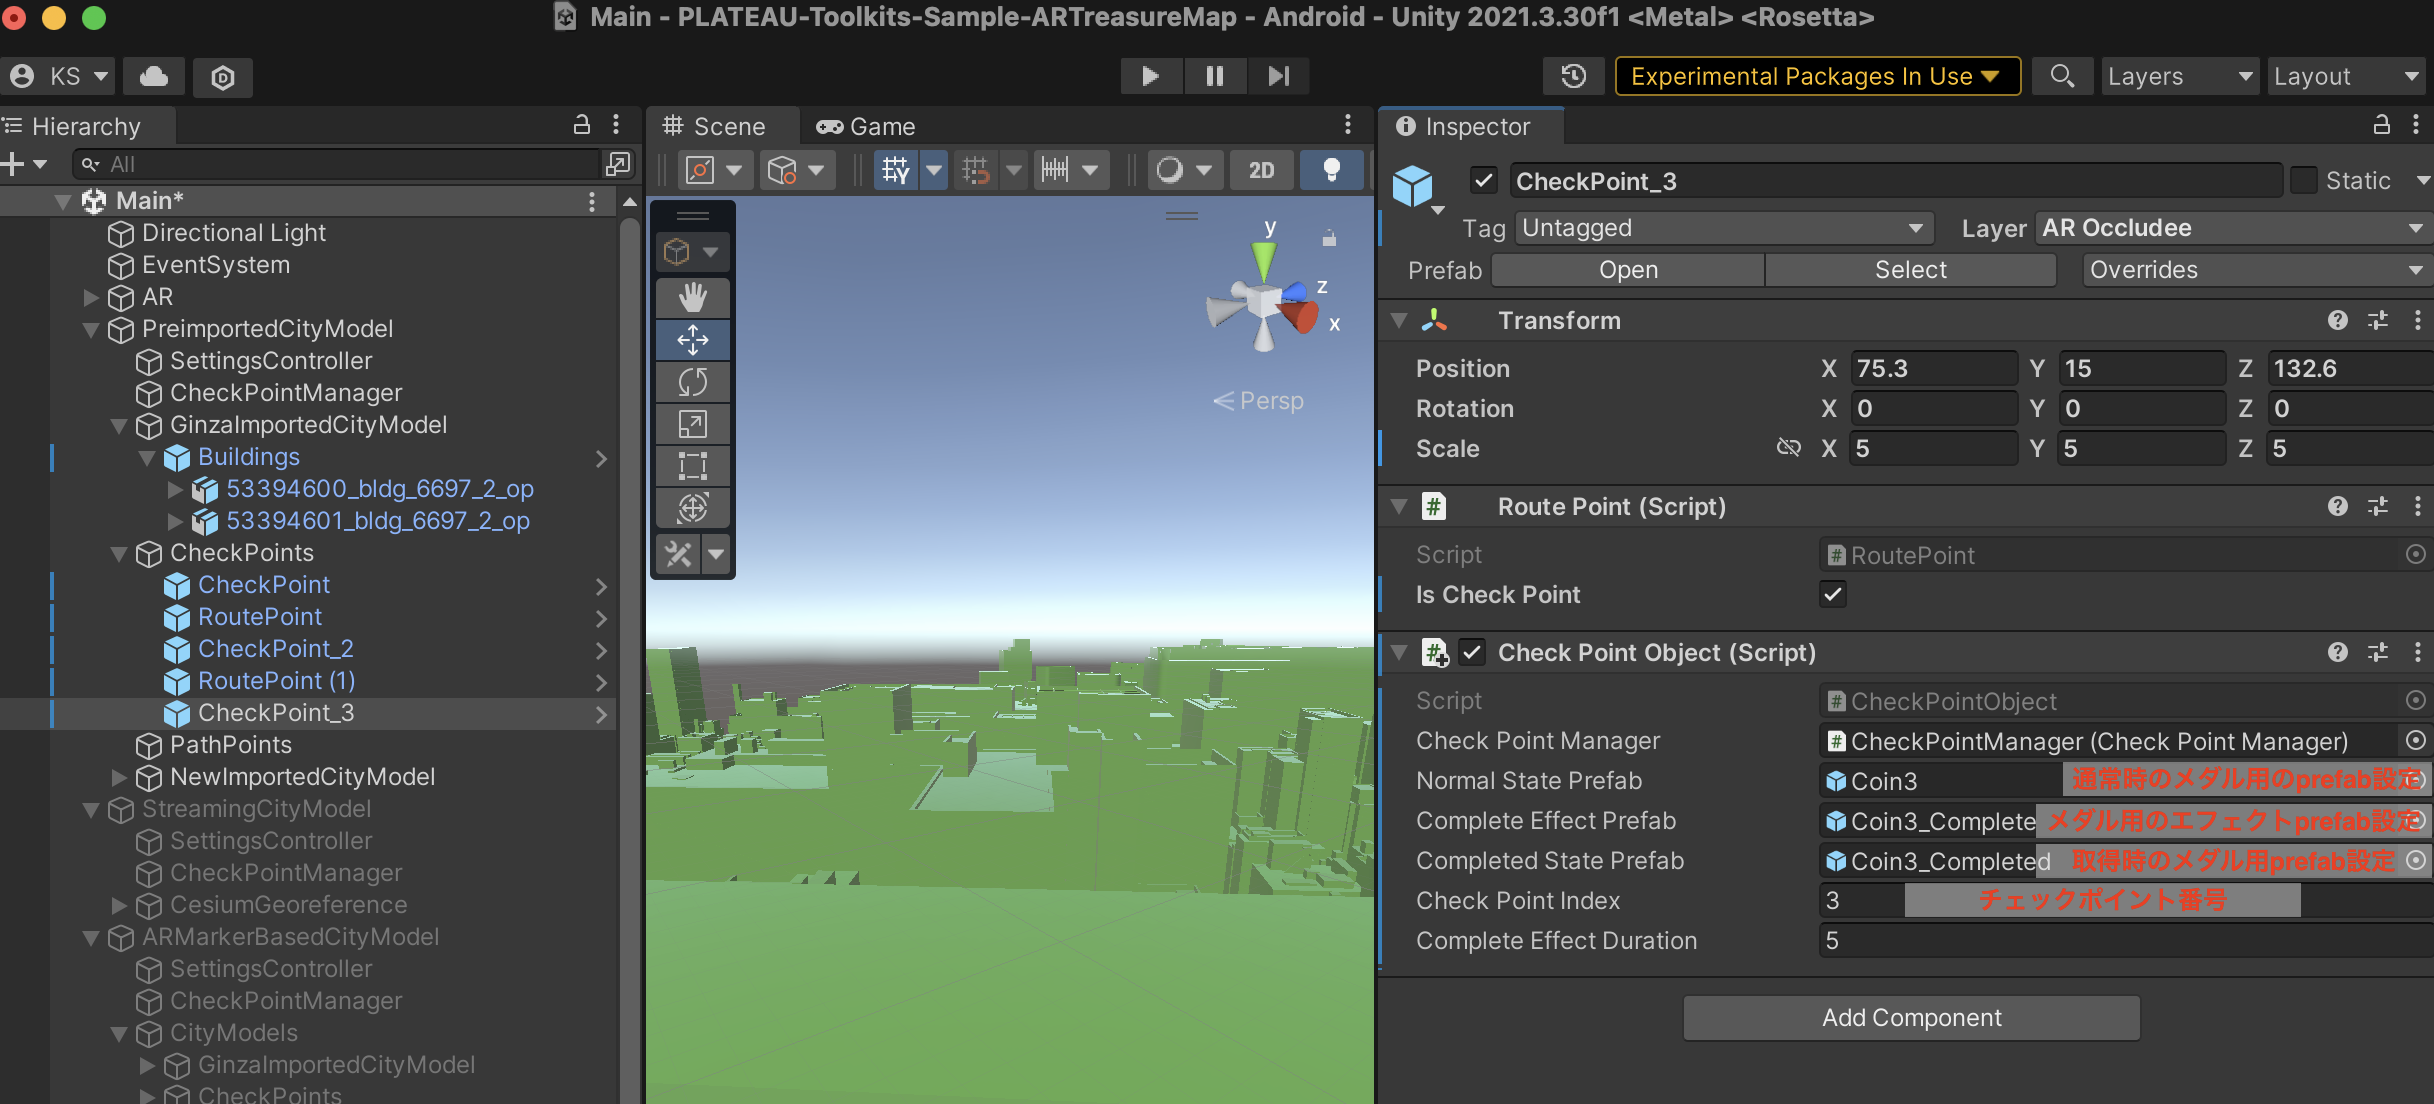 Main - PLATEAU-Toolkits-Sample-ARTreasureMap - Android - Unity 2021.3.30f1 <Metal> <Rosetta>
KS
Experimental Packages In Use
Layers
Layout
Hierarchy
All
Main*
Directional Light
EventSystem
AR
PreimportedCityModel
SettingsController
CheckPointManager
GinzaImportedCityModel
Buildings
53394600_bldg_6697_2_op
53394601_bldg_6697_2_op
CheckPoints
CheckPoint
RoutePoint
CheckPoint_2
RoutePoint (1)
CheckPoint_3
PathPoints
NewImportedCityModel
StreamingCityModel
SettingsController
CheckPointManager
CesiumGeoreference
ARMarkerBasedCityModel
SettingsController
CheckPointManager
CityModels
GinzaImportedCityModel
CheckPoints
Scene
Game
2D
y
z
x
Persp
Inspector
CheckPoint_3
Static
Tag Untagged Layer AR Occludee
Prefab Open Select Overrides
Transform
Position X 75.3 Y 15 Z 132.6
Rotation X 0 Y 0 Z 0
Scale X 5 Y 5 Z 5
Route Point (Script)
Script RoutePoint
Is Check Point
Check Point Object (Script)
Script CheckPointObject
Check Point Manager CheckPointManager (Check Point Manager)
Normal State Prefab Coin3 通常時のメダル用のprefab設定
Complete Effect Prefab Coin3_Complete メダル用のエフェクトprefab設定
Completed State Prefab Coin3_Completed 取得時のメダル用prefab設定
Check Point Index 3 チェックポイント番号
Complete Effect Duration 5
Add Component